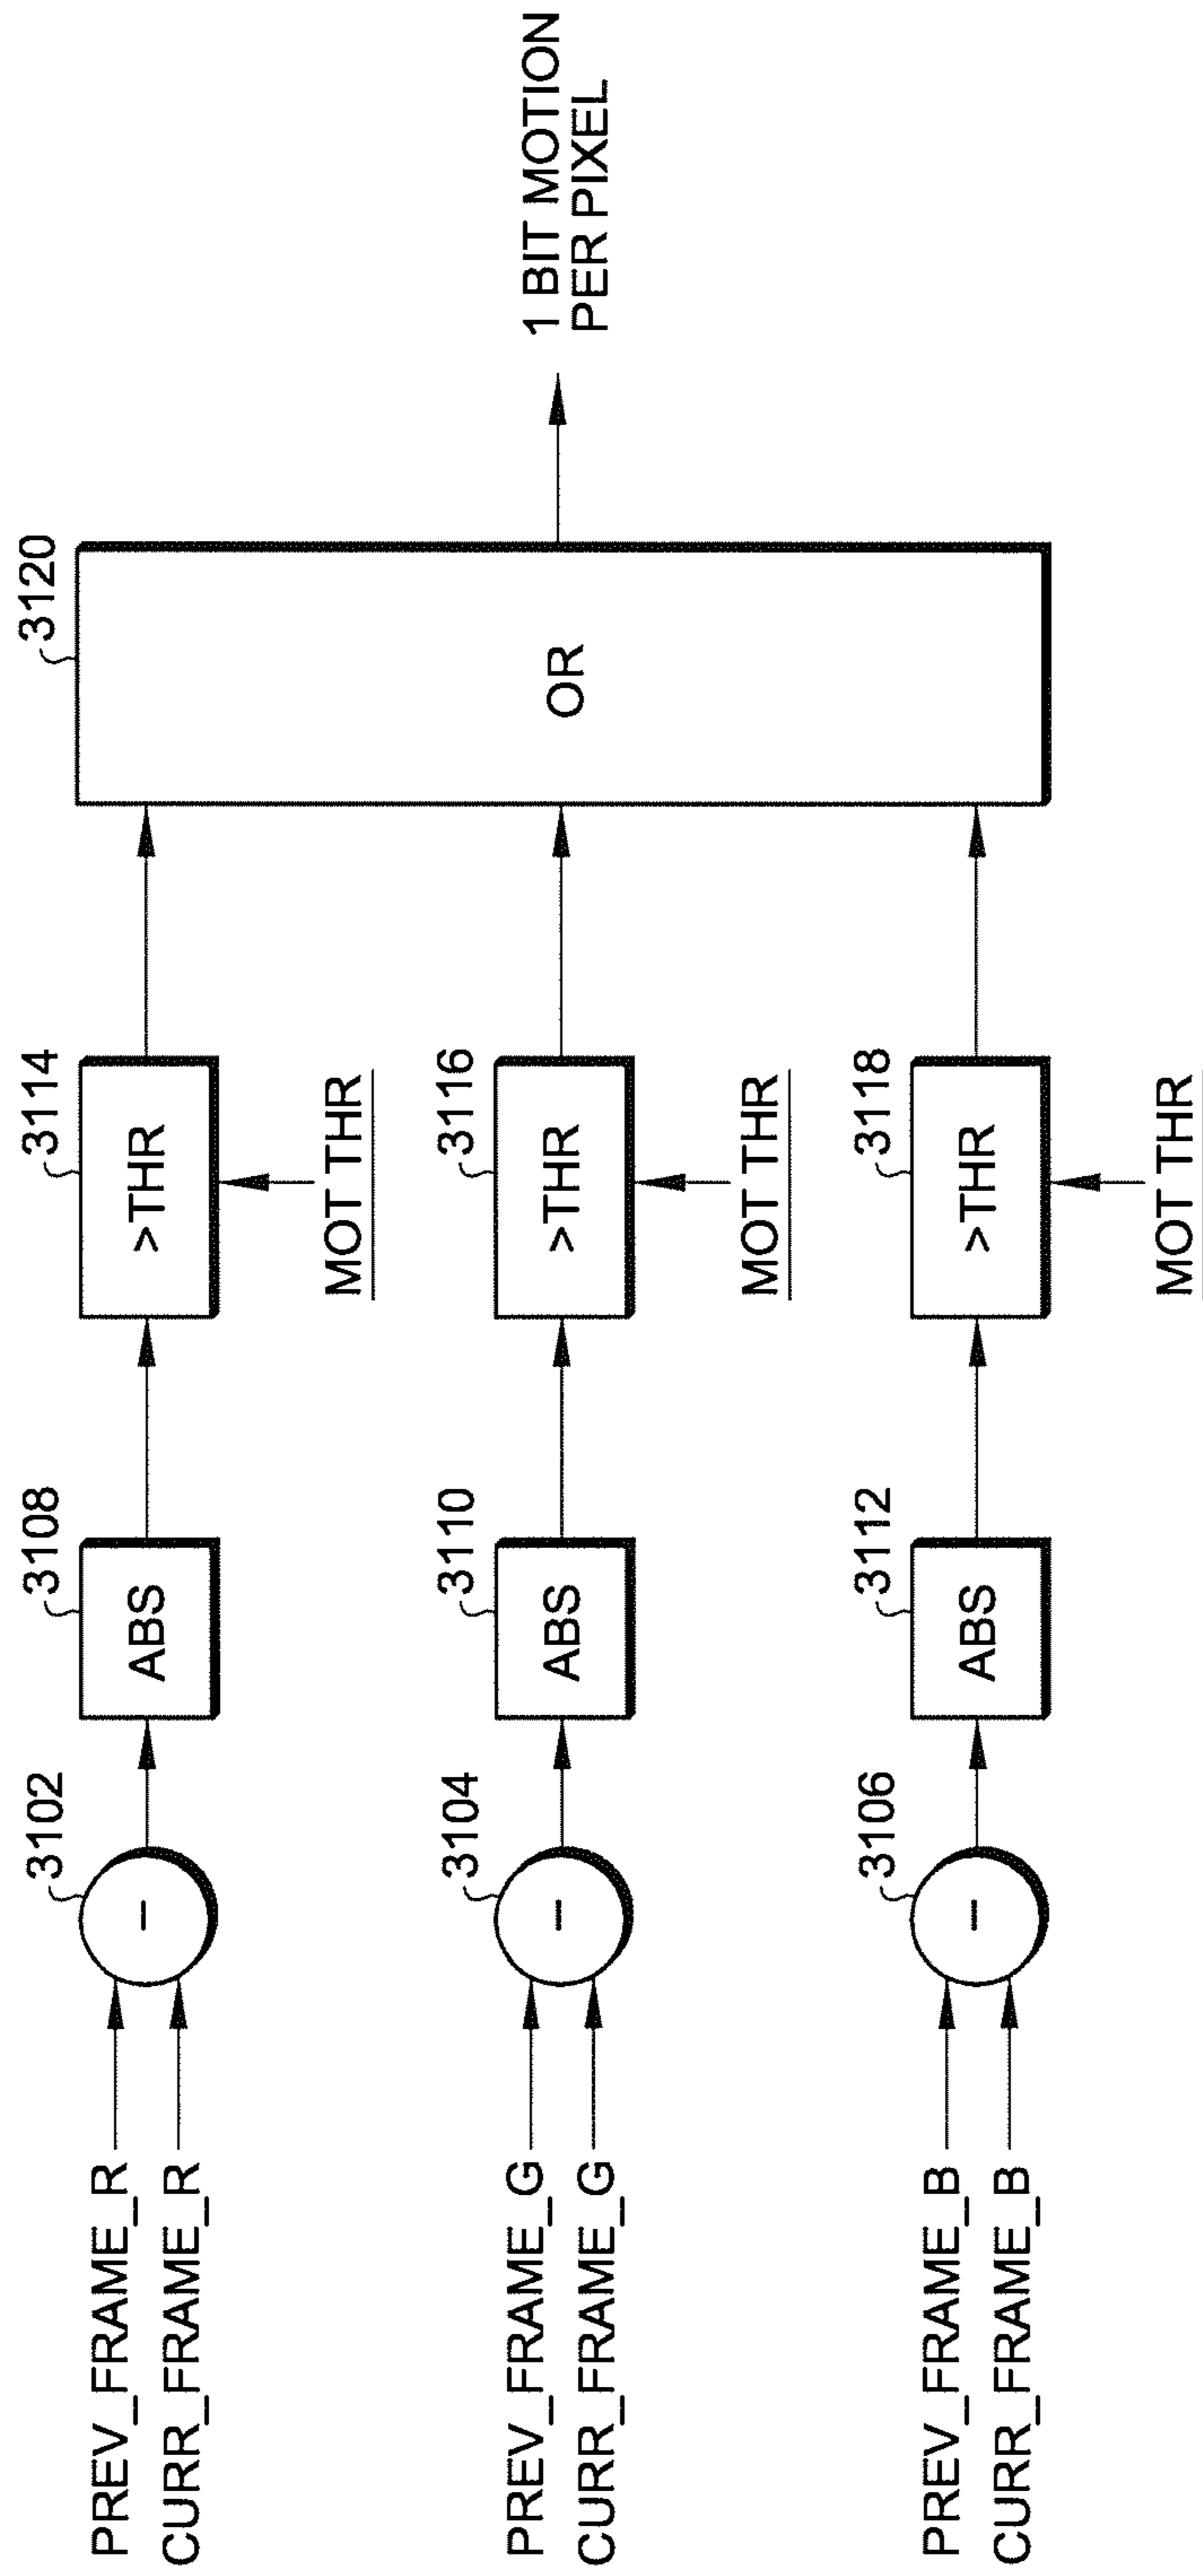 PREV_FRAME_R
CURR_FRAME_R
3102
–
3108
ABS
3114
>THR
MOT THR
PREV_FRAME_G
CURR_FRAME_G
3104
–
3110
ABS
3116
>THR
MOT THR
PREV_FRAME_B
CURR_FRAME_B
3106
–
3112
ABS
3118
>THR
MOT THR
3120
OR
1 BIT MOTION
PER PIXEL